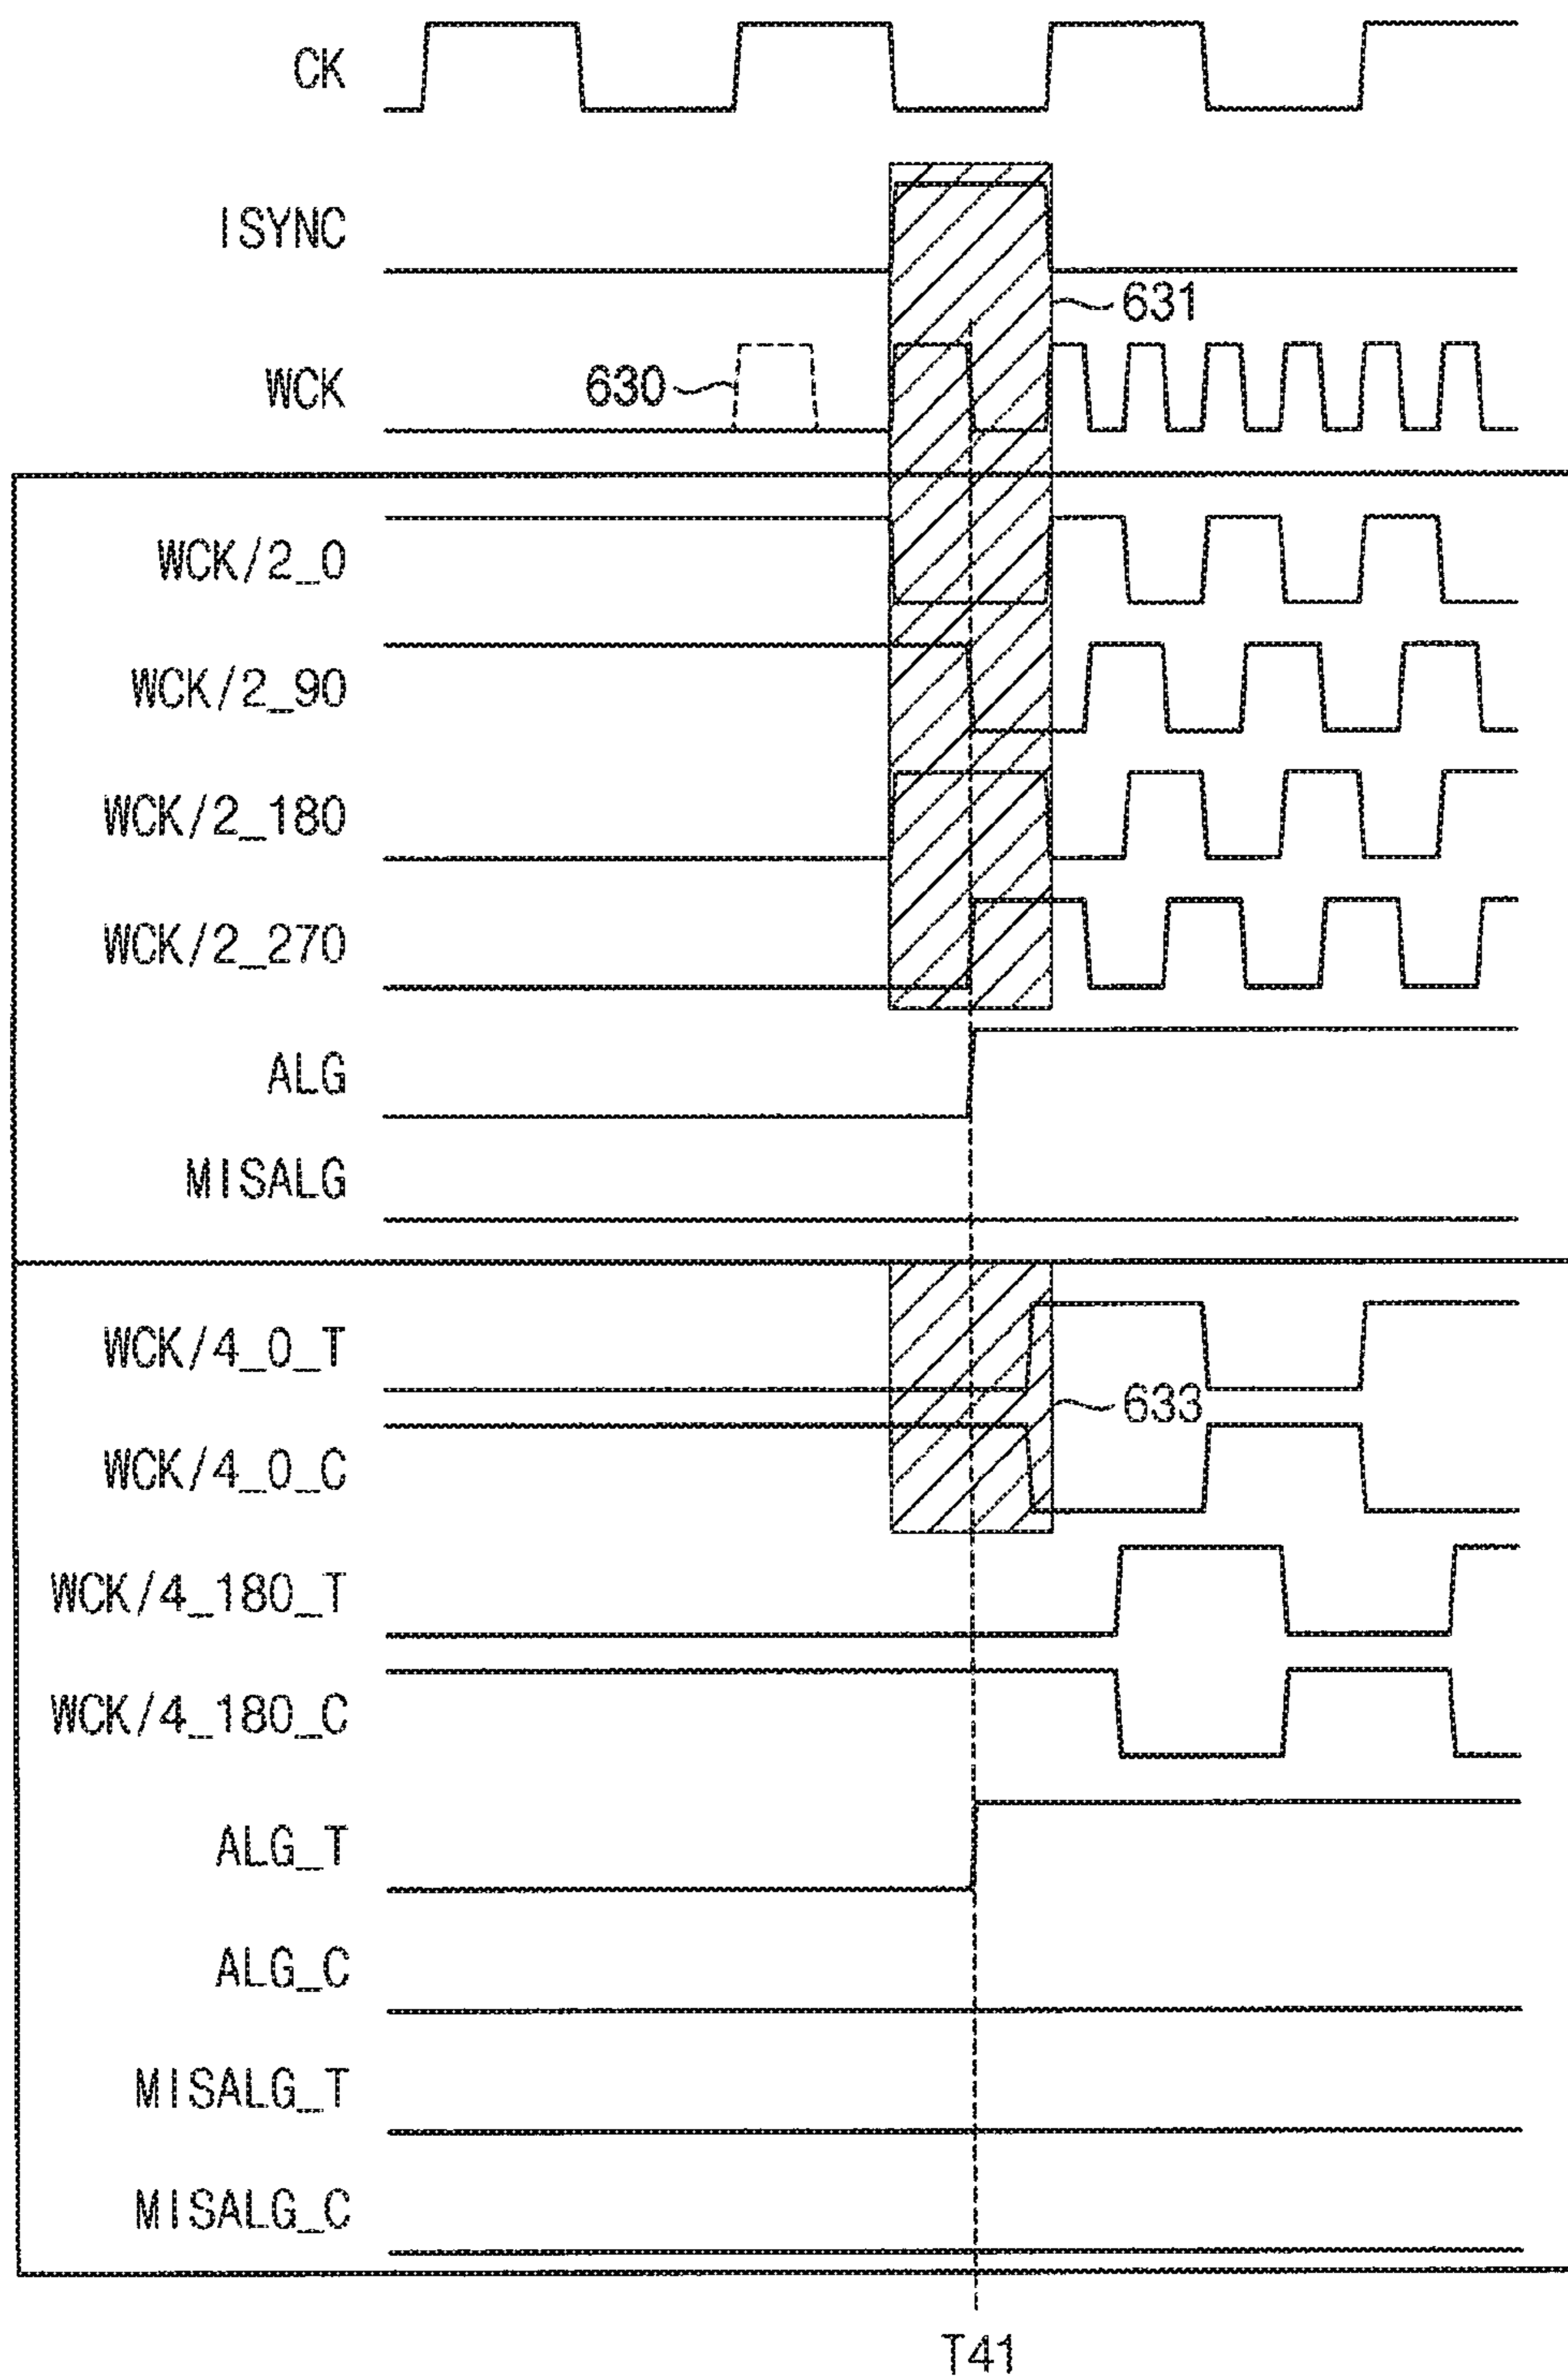 CK
ISYNC
631
WCK
630
WCK/2_0
WCK/2_90
WCK/2_180
WCK/2_270
ALG
MISALG
WCK/4_0_T
633
WCK/4_0_C
WCK/4_180_T
WCK/4_180_C
ALG_T
ALG_C
MISALG_T
MISALG_C
T41